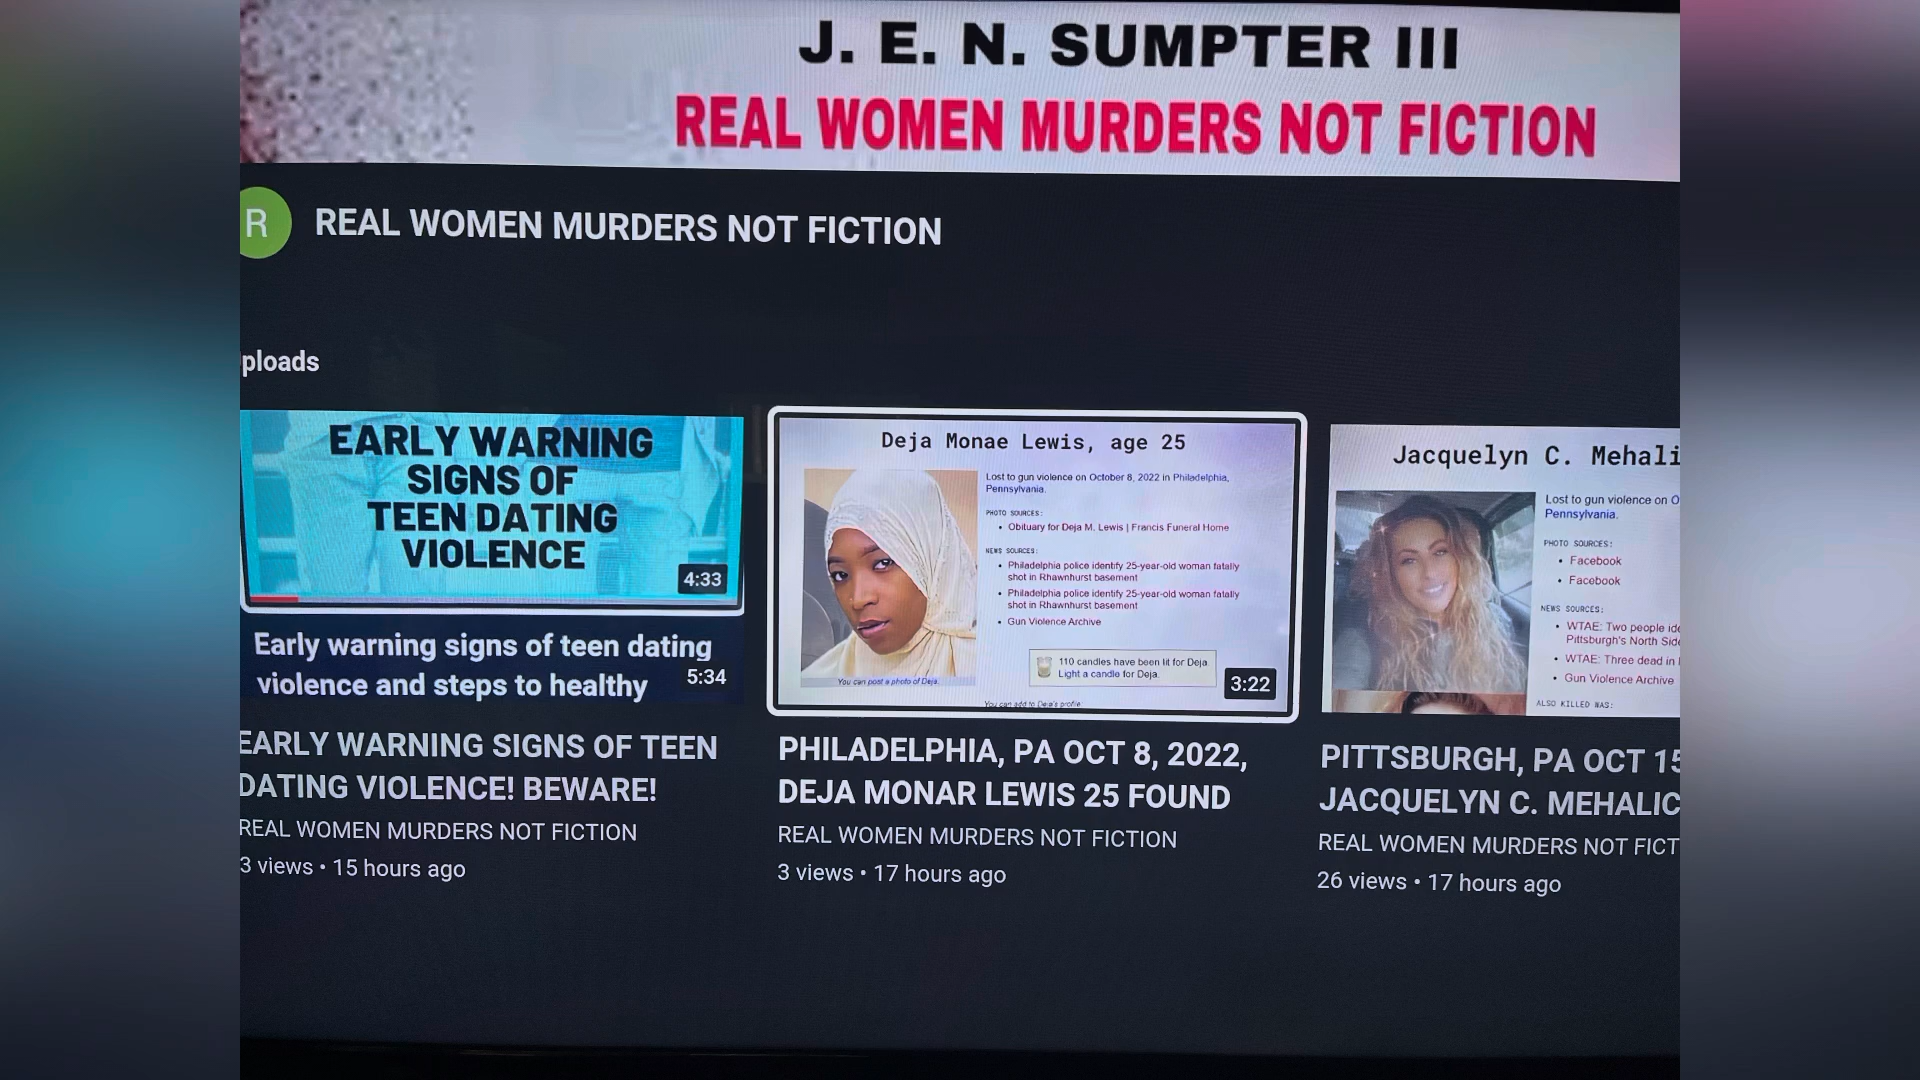 J. E. N. SUMPTER III
REAL WOMEN MURDERS NOT FICTION
R
REAL WOMEN MURDERS NOT FICTION
ploads
EARLY WARNING
SIGNS OF
TEEN DATING
VIOLENCE
4:33
Early warning signs of teen dating
violence and steps to healthy
5:34
EARLY WARNING SIGNS OF TEEN
DATING VIOLENCE! BEWARE!
REAL WOMEN MURDERS NOT FICTION
3 views • 15 hours ago
Deja Monae Lewis, age 25
Lost to gun violence on October 8, 2022 in Philadelphia,
Pennsylvania.
PHOTO SOURCES:
• Obituary for Deja M. Lewis | Francis Funeral Home
NEWS SOURCES:
• Philadelphia police identify 25-year-old woman fatally
shot in Rhawnhurst basement
• Philadelphia police identify 25-year-old woman fatally
shot in Rhawnhurst basement
• Gun Violence Archive
110 candles have been lit for Deja
Light a candle for Deja.
You can post a photo of Deja.
3:22
You can add to Deja's profile
PHILADELPHIA, PA OCT 8, 2022,
DEJA MONAR LEWIS 25 FOUND
REAL WOMEN MURDERS NOT FICTION
3 views • 17 hours ago
Jacquelyn C. Mehali
Lost to gun violence on O
Pennsylvania.
PHOTO SOURCES:
• Facebook
• Facebook
NEWS SOURCES:
• WTAE: Two people ide
Pittsburgh's North Side
• WTAE: Three dead in
• Gun Violence Archive
ALSO KILLED WAS:
PITTSBURGH, PA OCT 15
JACQUELYN C. MEHALIC
REAL WOMEN MURDERS NOT FICT
26 views • 17 hours ago